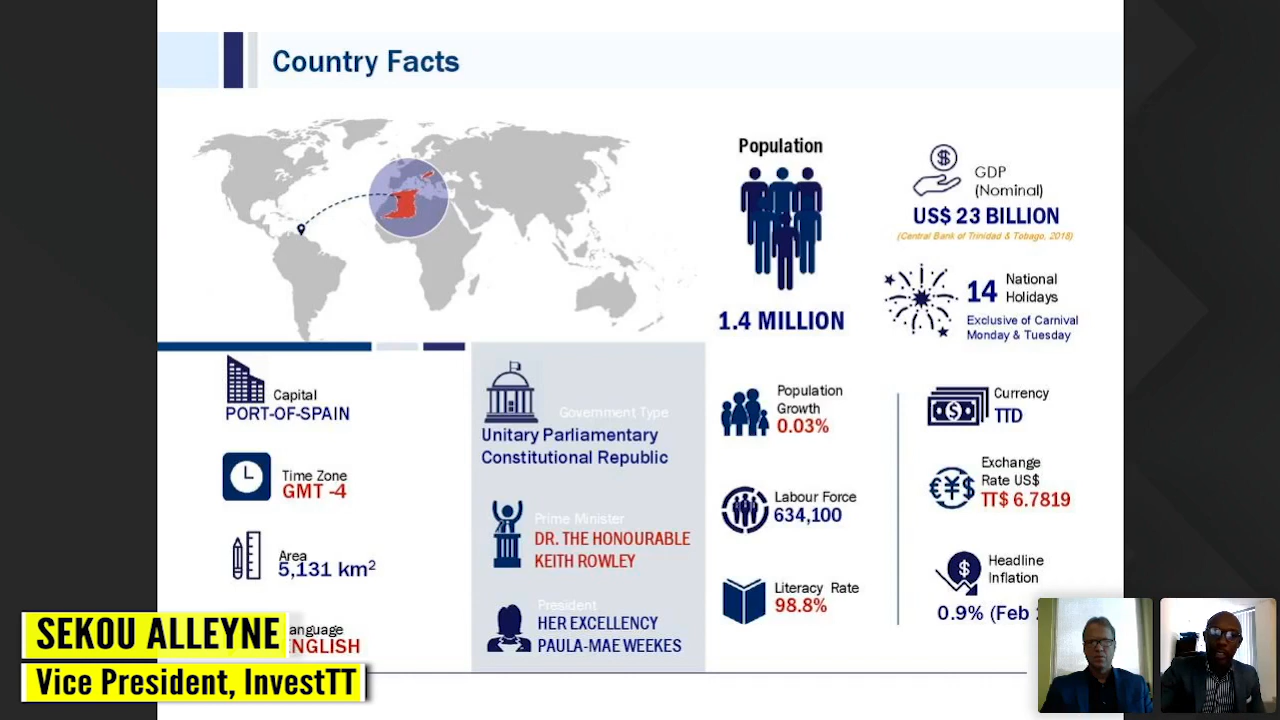 Country Facts
Population
1.4 MILLION
GDP
(Nominal)
US$ 23 BILLION
(Central Bank of Trinidad & Tobago, 2018)
14
National
Holidays
Exclusive of Carnival
Monday & Tuesday
Capital
PORT-OF-SPAIN
Time Zone
GMT -4
Area
5,131 km²
anguage
ENGLISH
Government Type
Unitary Parliamentary
Constitutional Republic
Prime Minister
DR. THE HONOURABLE
KEITH ROWLEY
President
HER EXCELLENCY
PAULA-MAE WEEKES
Population
Growth
0.03%
Labour Force
634,100
Literacy Rate
98.8%
Currency
TTD
Exchange
Rate US$
TT$ 6.7819
Headline
Inflation
0.9% (Feb
SEKOU ALLEYNE
Vice President, InvestTT